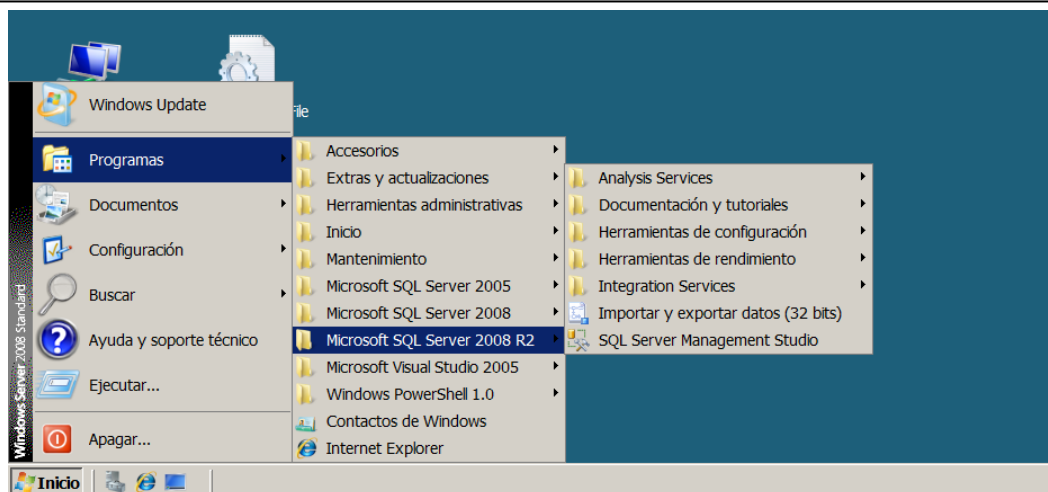 File
Windows Update
Programas
Documentos
Configuración
Buscar
Ayuda y soporte técnico
Ejecutar...
Apagar...
Windows Server 2008 Standard
Accesorios
Extras y actualizaciones
Herramientas administrativas
Inicio
Mantenimiento
Microsoft SQL Server 2005
Microsoft SQL Server 2008
Microsoft SQL Server 2008 R2
Microsoft Visual Studio 2005
Windows PowerShell 1.0
Contactos de Windows
Internet Explorer
Analysis Services
Documentación y tutoriales
Herramientas de configuración
Herramientas de rendimiento
Integration Services
Importar y exportar datos (32 bits)
SQL Server Management Studio
Inicio